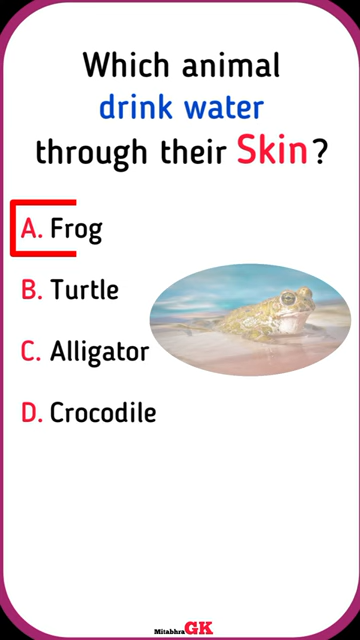 Which animal
drink water
through their Skin?
A. Frog
B. Turtle
C. Alligator
D. Crocodile
MitabhraGK